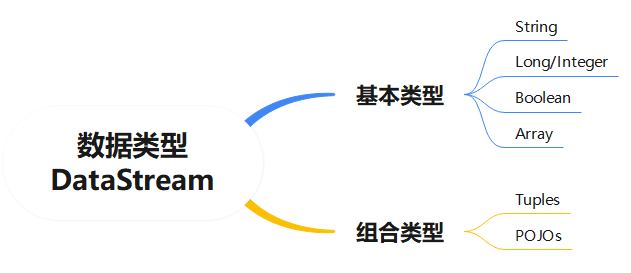 数据类型
DataStream
基本类型
String
Long/Integer
Boolean
Array
组合类型
Tuples
POJOs